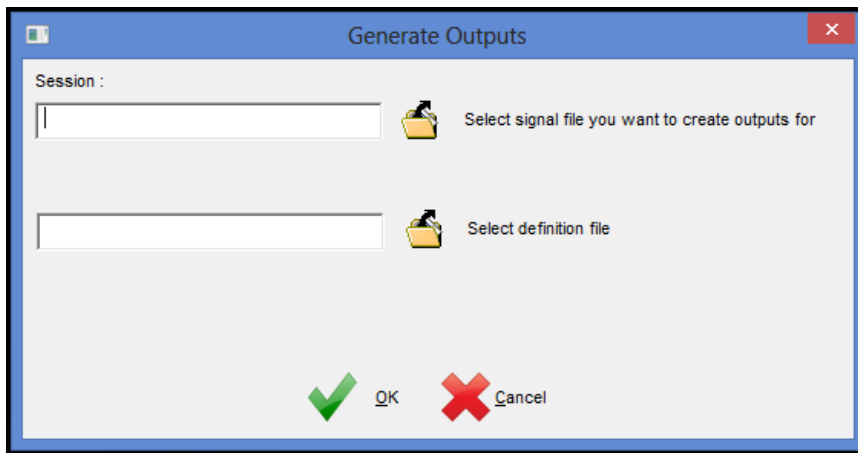 Generate Outputs
Session :
Select signal file you want to create outputs for
Select definition file
OK
Cancel